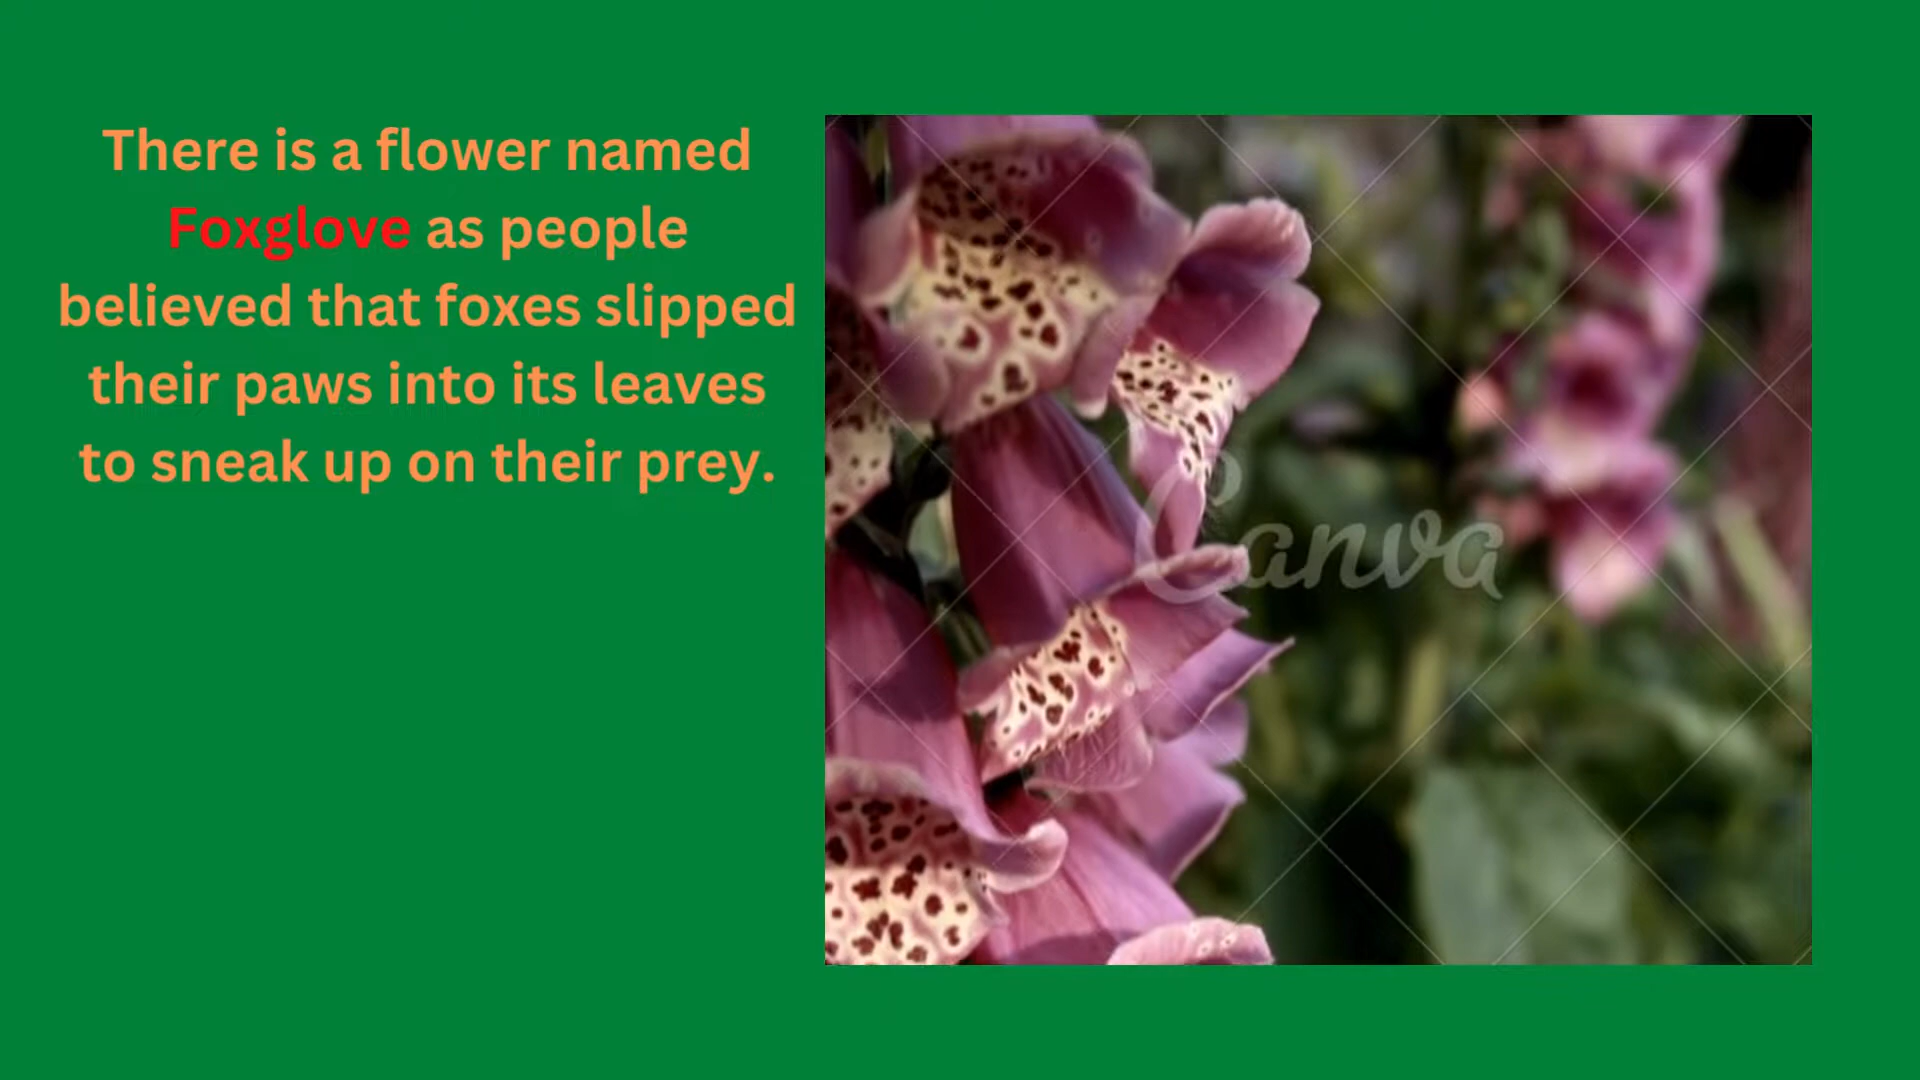 There is a flower named
Foxglove as people
believed that foxes slipped
their paws into its leaves
to sneak up on their prey.
Canva